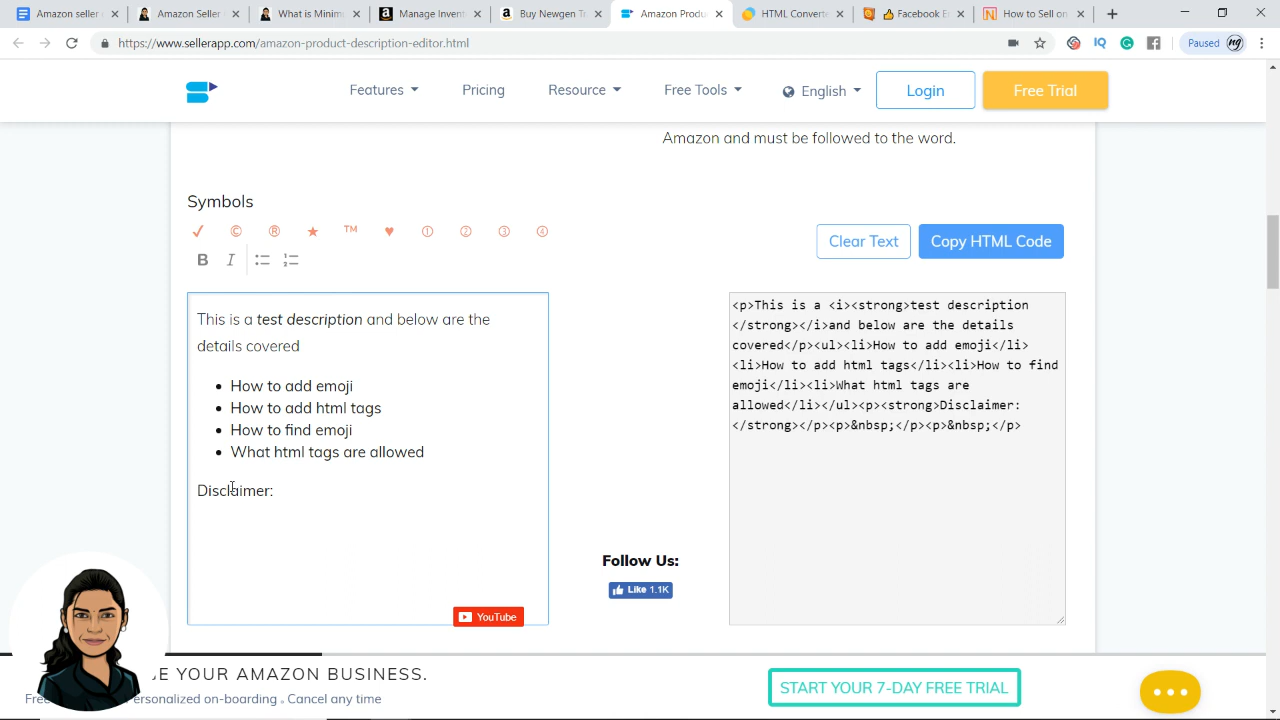 Amazon seller
Amazon Seller
What is Minim
Manage Invent
Buy Newgen Tr
Amazon Produ
HTML Converte
Facebook E
How to Sell on
https://www.sellerapp.com/amazon-product-description-editor.html
IQ
Paused
Features
Pricing
Resource
Free Tools
English
Login
Free Trial
Amazon and must be followed to the word.
Symbols
✓ © ® ★ ™ ♥ ① ② ③ ④
B I
Clear Text
Copy HTML Code
This is a test description and below are the
details covered
• How to add emoji
• How to add html tags
• How to find emoji
• What html tags are allowed
Disclaimer:
<p>This is a <i><strong>test description
</strong></i>and below are the details
covered</p><ul><li>How to add emoji</li>
<li>How to add html tags</li><li>How to find
emoji</li><li>What html tags are
allowed</li></ul><p><strong>Disclaimer:
</strong></p><p>&nbsp;</p><p>&nbsp;</p>
Follow Us:
Like 1.1K
YouTube
E YOUR AMAZON BUSINESS.
Fre
ersonalized on-boarding
Cancel any time
START YOUR 7-DAY FREE TRIAL